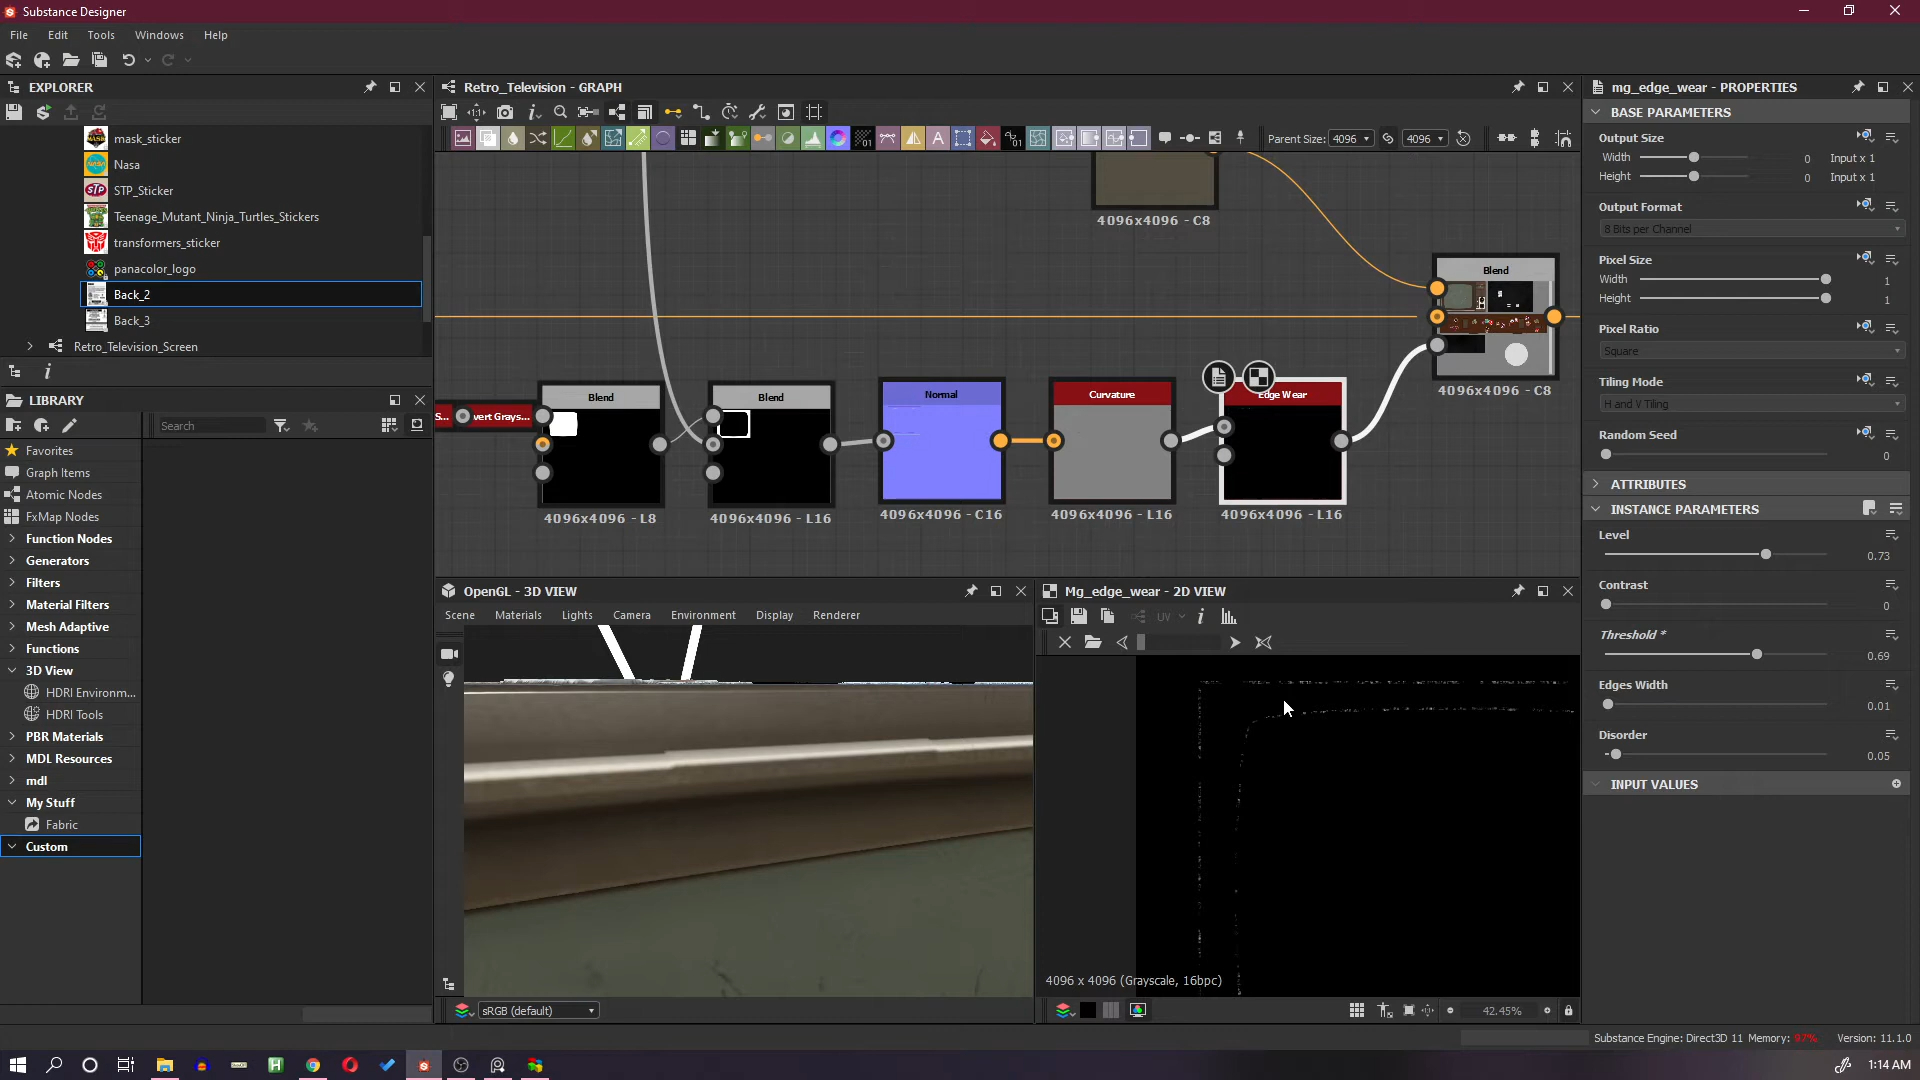 Substance Designer
File Edit Tools Windows Help
EXPLORER
mask_sticker
Nasa
STP_Sticker
Teenage_Mutant_Ninja_Turtles_Stickers
transformers_sticker
panacolor_logo
Back_2
Back_3
Retro_Television_Screen
LIBRARY
Search
Favorites
Graph Items
Atomic Nodes
FxMap Nodes
Functions Nodes
Generators
Filters
Material Filters
Mesh Adaptive
Functions
3D View
HDRI Environm...
HDRI Tools
PBR Materials
MDL Resources
mdl
My Stuff
Fabric
Custom
Retro_Television - GRAPH
Parent Size: 4096 4096
4096x4096 - C8
Blend
4096x4096 - C8
S... vert Grays...
Blend
4096x4096 - L8
Blend
4096x4096 - L16
Normal
4096x4096 - C16
Curvature
4096x4096 - L16
Edge Wear
4096x4096 - L16
OpenGL - 3D VIEW
Scene Materials Lights Camera Environment Display Renderer
sRGB (default)
Mg_edge_wear - 2D VIEW
UV
4096 x 4096 (Grayscale, 16bpc)
42.45%
mg_edge_wear - PROPERTIES
BASE PARAMETERS
Output Size
Width 0 Input x 1
Height 0 Input x 1
Output Format
8 Bits per Channel
Pixel Size
Width 1
Height 1
Pixel Ratio
Square
Tiling Mode
H and V Tiling
Random Seed
0
ATTRIBUTES
INSTANCE PARAMETERS
Level
0.73
Contrast
0
Threshold *
0.69
Edges Width
0.01
Disorder
0.05
INPUT VALUES
Substance Engine: Direct3D 11 Memory: 97% Version: 11.1.0
1:14 AM